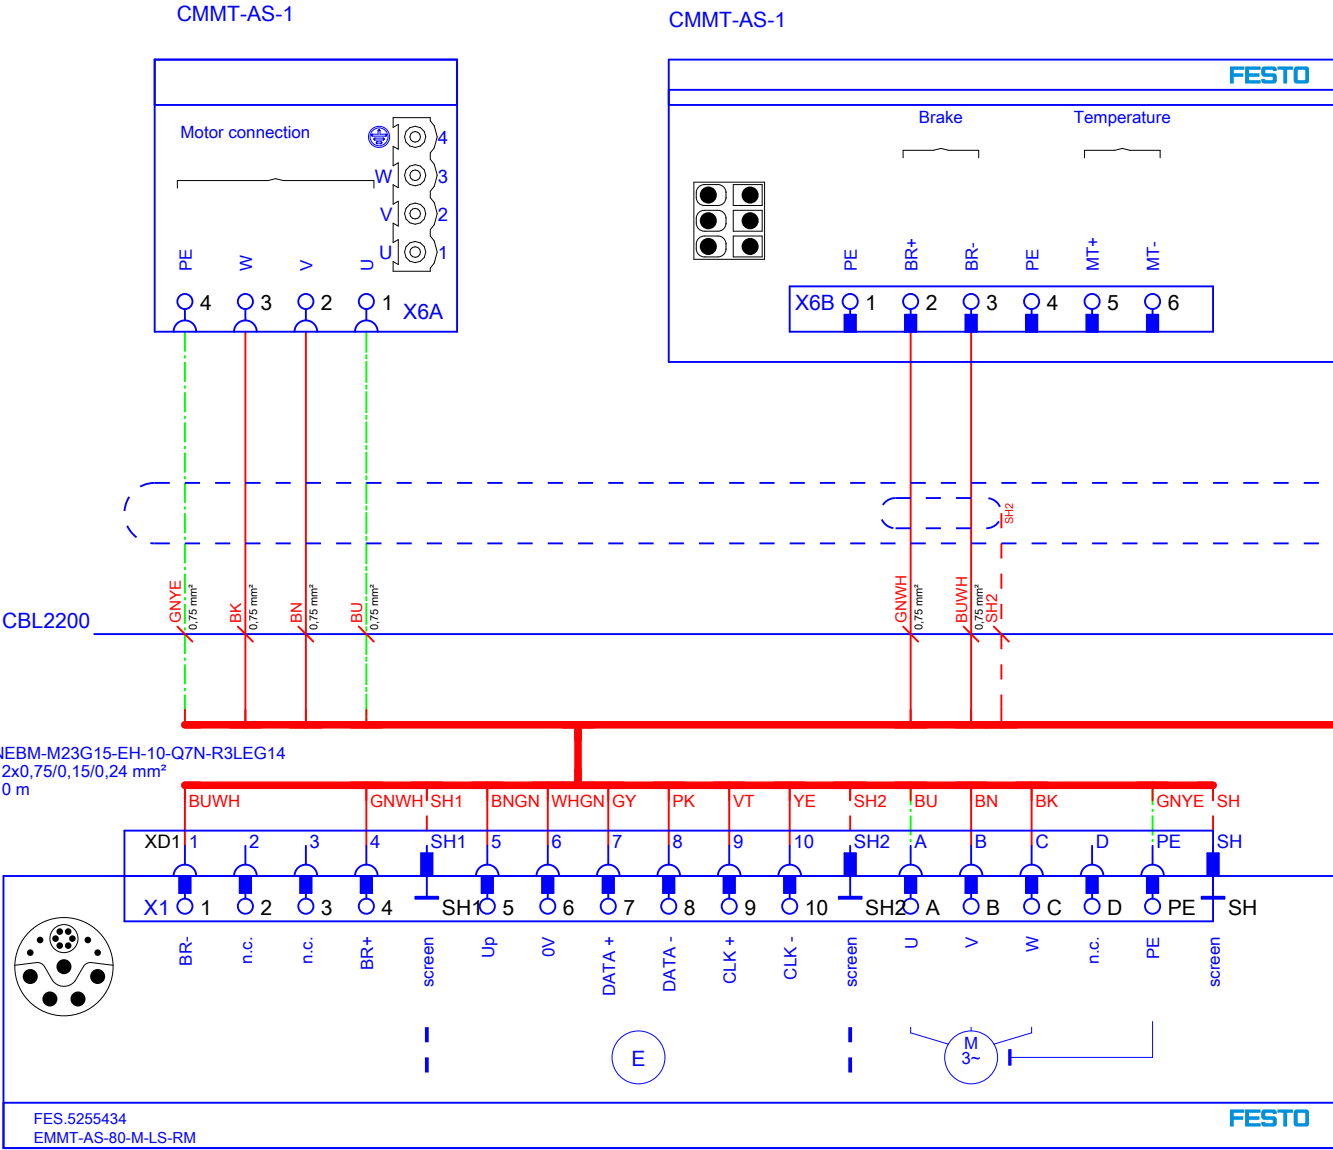 CMMT-AS-1
CMMT-AS-1
FESTO
Motor connection
Brake
Temperature
4
W 3
V 2
U 1
PE W V U
PE BR+ BR- PE MT+ MT-
4 3 2 1 X6A
X6B 1 2 3 4 5 6
SH2
GNYE 0,75 mm²
BK 0,75 mm²
BN 0,75 mm²
BU 0,75 mm²
GNWH 0,75 mm²
BUWH 0,75 mm²
SH2
CBL2200
NEBM-M23G15-EH-10-Q7N-R3LEG14
2x0,75/0,15/0,24 mm²
0 m
BUWH GNWH SH1 BNGN WHGN GY PK VT YE SH2 BU BN BK GNYE SH
XD1 1 2 3 4 SH1 5 6 7 8 9 10 SH2 A B C D PE SH
X1 1 2 3 4 SH1 5 6 7 8 9 10 SH2 A B C D PE SH
BR- n.c. n.c. BR+ screen Up 0V DATA + DATA - CLK + CLK - screen U V W n.c. PE screen
E
M
3~
FES.5255434
EMMT-AS-80-M-LS-RM
FESTO